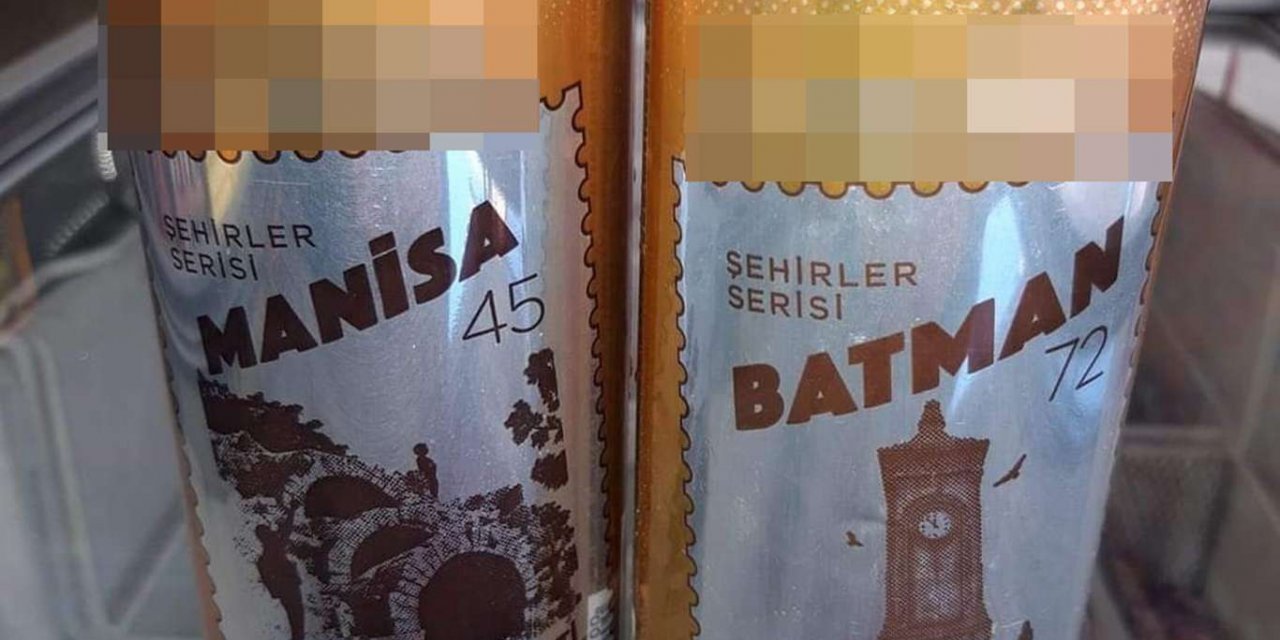 ŞEHİRLER
SERİSİ
MANİSA
45
ŞEHİRLER
SERİSİ
BATMAN
72